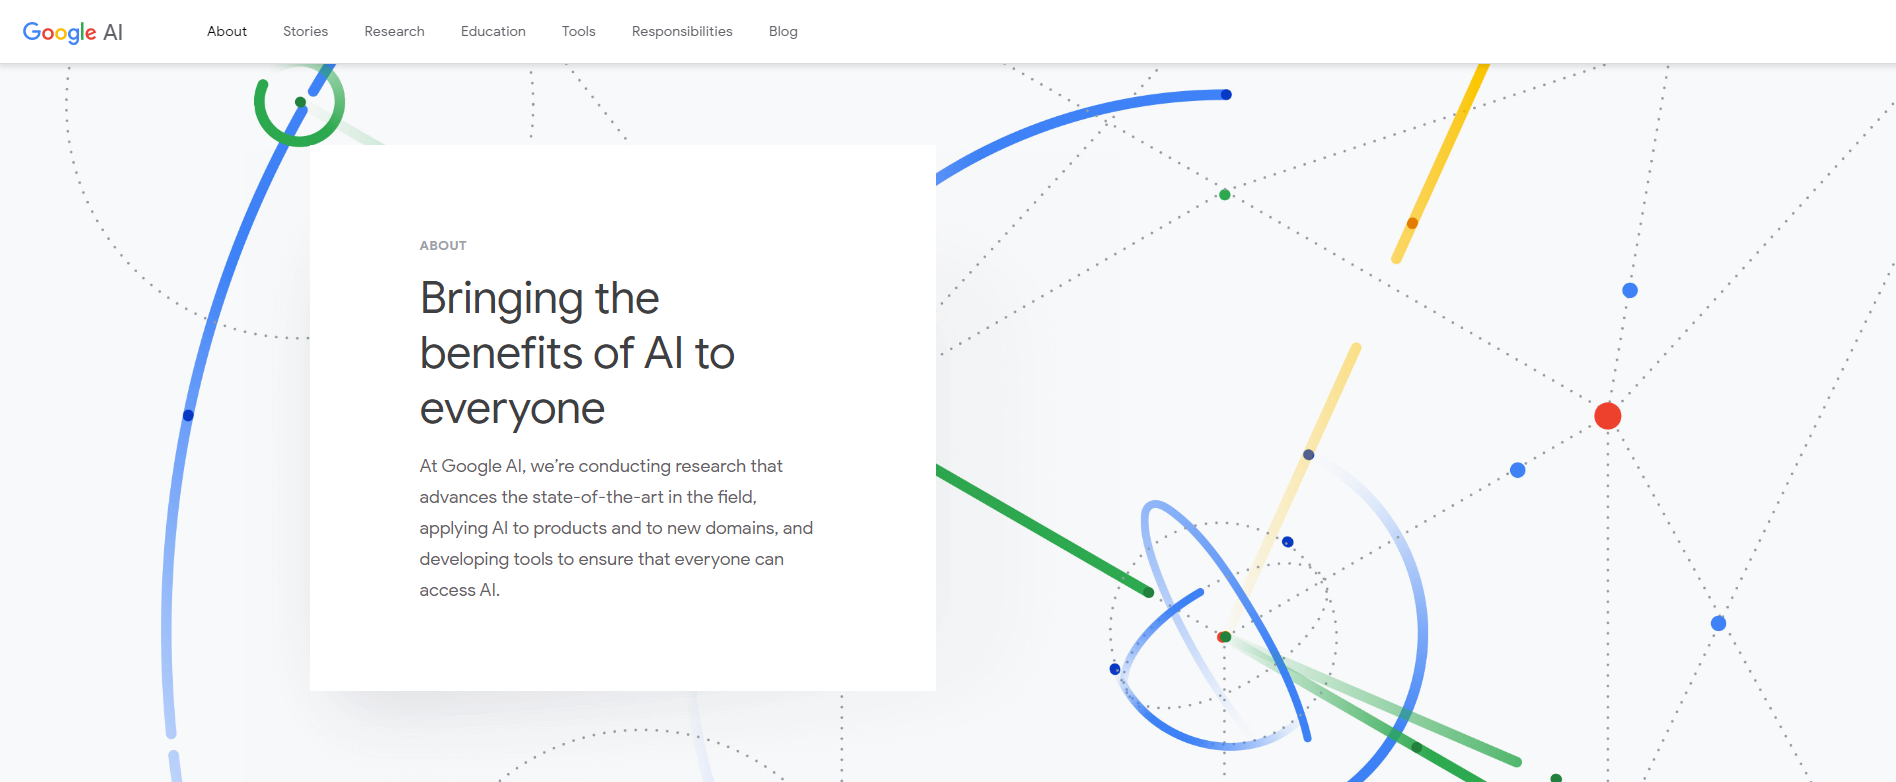 Google AI About Stories Research Education Tools Responsibilities Blog
ABOUT
Bringing the
benefits of AI to
everyone
At Google AI, we’re conducting research that
advances the state-of-the-art in the field,
applying AI to products and to new domains, and
developing tools to ensure that everyone can
access AI.